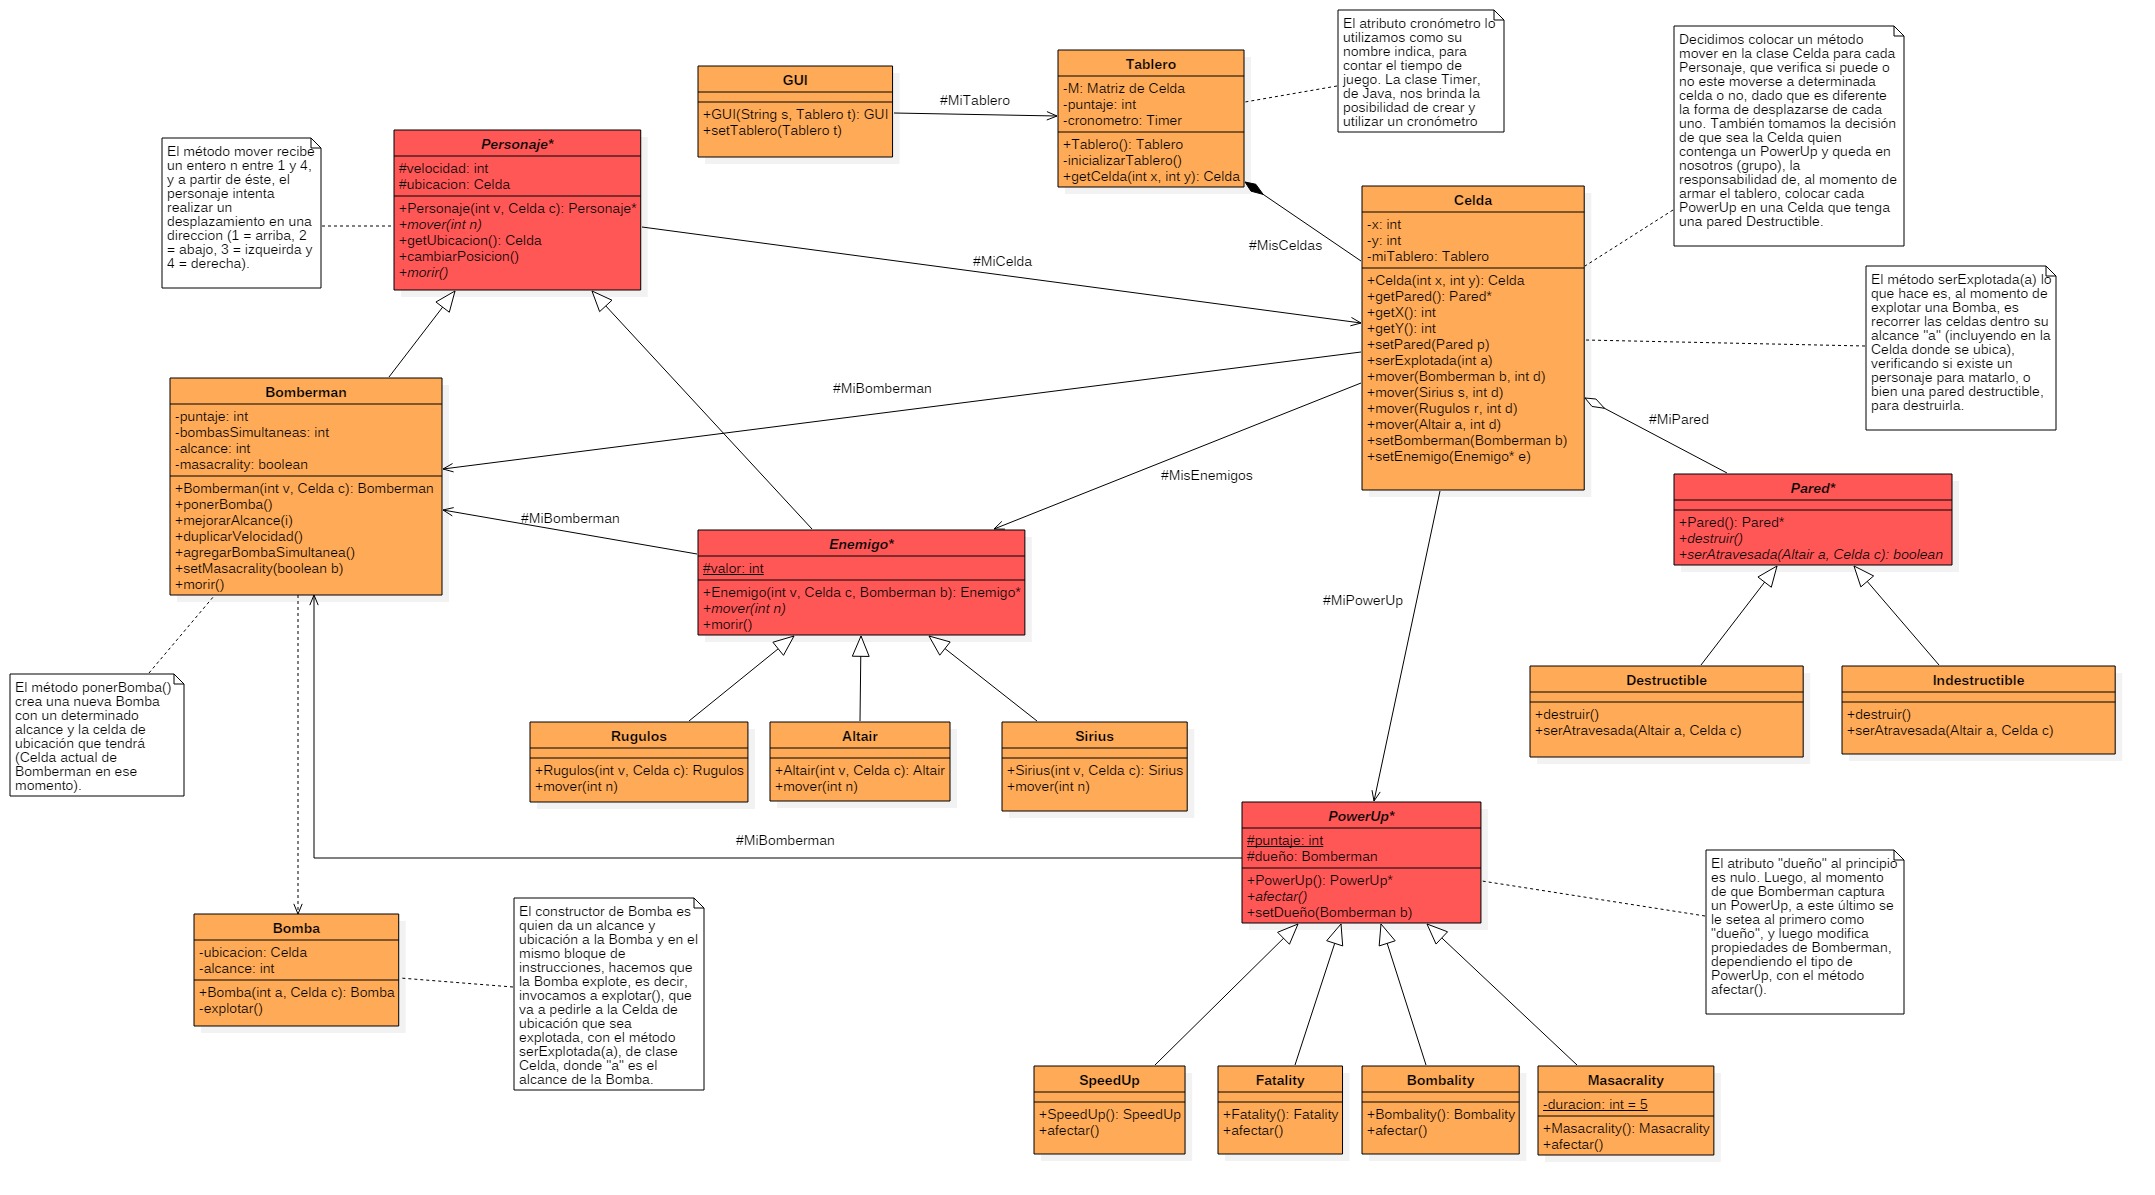 El atributo cronómetro lo
utilizamos como su
nombre indica, para
contar el tiempo de
juego. La clase Timer,
de Java, nos brinda la
posibilidad de crear y
utilizar un cronómetro
Decidimos colocar un método
mover en la clase Celda para cada
Personaje, que verifica si puede o
no este moverse a determinada
celda o no, dado que es diferente
la forma de desplazarse de cada
uno. También tomamos la decisión
de que sea la Celda quien
contenga un PowerUp y queda en
nosotros (grupo), la
responsabilidad de, al momento de
armar el tablero, colocar cada
PowerUp en una Celda que tenga
una pared Destructible.
GUI
+GUI(String s, Tablero t): GUI
+setTablero(Tablero t)
#MiTablero
Tablero
-M: Matriz de Celda
-puntaje: int
-cronometro: Timer
+Tablero(): Tablero
-inicializarTablero()
+getCelda(int x, int y): Celda
El método mover recibe
un entero n entre 1 y 4,
y a partir de éste, el
personaje intenta
realizar un
desplazamiento en una
direccion (1 = arriba, 2
= abajo, 3 = izqueirda y
4 = derecha).
Personaje*
#velocidad: int
#ubicacion: Celda
+Personaje(int v, Celda c): Personaje*
+mover(int n)
+getUbicacion(): Celda
+cambiarPosicion()
+morir()
#MiCelda
#MisCeldas
Celda
-x: int
-y: int
-miTablero: Tablero
+Celda(int x, int y): Celda
+getPared(): Pared*
+getX(): int
+getY(): int
+setPared(Pared p)
+serExplotada(int a)
+mover(Bomberman b, int d)
+mover(Sirius s, int d)
+mover(Rugulos r, int d)
+mover(Altair a, int d)
+setBomberman(Bomberman b)
+setEnemigo(Enemigo* e)
El método serExplotada(a) lo
que hace es, al momento de
explotar una Bomba, es
recorrer las celdas dentro su
alcance "a" (incluyendo en la
Celda donde se ubica),
verificando si existe un
personaje para matarlo, o
bien una pared destructible,
para destruirla.
#MiBomberman
#MisEnemigos
#MiPared
Bomberman
-puntaje: int
-bombasSimultaneas: int
-alcance: int
-masacrality: boolean
+Bomberman(int v, Celda c): Bomberman
+ponerBomba()
+mejorarAlcance(i)
+duplicarVelocidad()
+agregarBombaSimultanea()
+setMasacrality(boolean b)
+morir()
#MiBomberman
Enemigo*
#valor: int
+Enemigo(int v, Celda c, Bomberman b): Enemigo*
+mover(int n)
+morir()
Pared*
+Pared(): Pared*
+destruir()
+serAtravesada(Altair a, Celda c): boolean
#MiPowerUp
El método ponerBomba()
crea una nueva Bomba
con un determinado
alcance y la celda de
ubicación que tendrá
(Celda actual de
Bomberman en ese
momento).
Rugulos
+Rugulos(int v, Celda c): Rugulos
+mover(int n)
Altair
+Altair(int v, Celda c): Altair
+mover(int n)
Sirius
+Sirius(int v, Celda c): Sirius
+mover(int n)
Destructible
+destruir()
+serAtravesada(Altair a, Celda c)
Indestructible
+destruir()
+serAtravesada(Altair a, Celda c)
#MiBomberman
PowerUp*
#puntaje: int
#dueño: Bomberman
+PowerUp(): PowerUp*
+afectar()
+setDueño(Bomberman b)
El atributo "dueño" al principio
es nulo. Luego, al momento
de que Bomberman captura
un PowerUp, a este último se
le setea al primero como
"dueño", y luego modifica
propiedades de Bomberman,
dependiendo el tipo de
PowerUp, con el método
afectar().
Bomba
-ubicacion: Celda
-alcance: int
+Bomba(int a, Celda c): Bomba
-explotar()
El constructor de Bomba es
quien da un alcance y
ubicación a la Bomba y en el
mismo bloque de
instrucciones, hacemos que
la Bomba explote, es decir,
invocamos a explotar(), que
va a pedirle a la Celda de
ubicación que sea
explotada, con el método
serExplotada(a), de clase
Celda, donde "a" es el
alcance de la Bomba.
SpeedUp
+SpeedUp(): SpeedUp
+afectar()
Fatality
+Fatality(): Fatality
+afectar()
Bombality
+Bombality(): Bombality
+afectar()
Masacrality
-duracion: int = 5
+Masacrality(): Masacrality
+afectar()